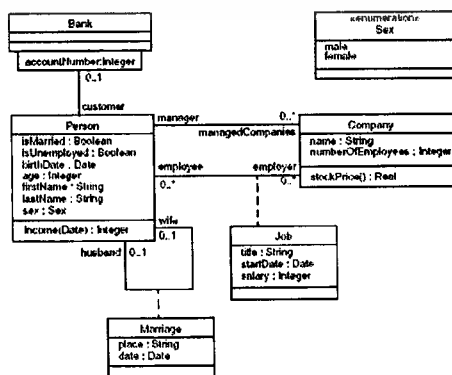 Bank
accountNumber:Integer
0..1
customer
«enumeration»
Sex
male
female
Person
isMarried : Boolean
isUnemployed : Boolean
birthDate : Date
age : Integer
firstName : String
lastName : String
sex : Sex
income(Date) : Integer
manager
0..*
managedCompanies
employee
employer
0..*
0..*
Company
name : String
numberOfEmployees : Integer
stockPrice() : Real
wife
0..1
husband
0..1
Job
title : String
startDate : Date
salary : Integer
Marriage
place : String
date : Date